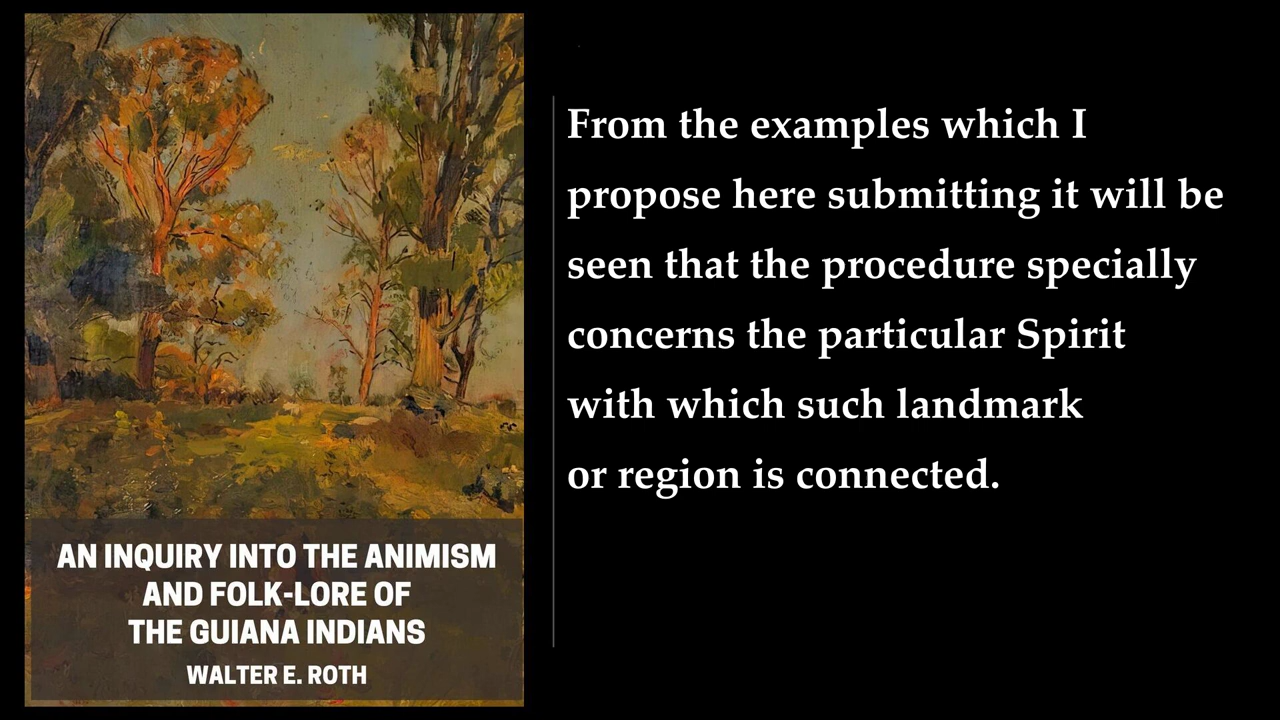 From the examples which I
propose here submitting it will be
seen that the procedure specially
concerns the particular Spirit
with which such landmark
or region is connected.
AN INQUIRY INTO THE ANIMISM
AND FOLK-LORE OF
THE GUIANA INDIANS
WALTER E. ROTH